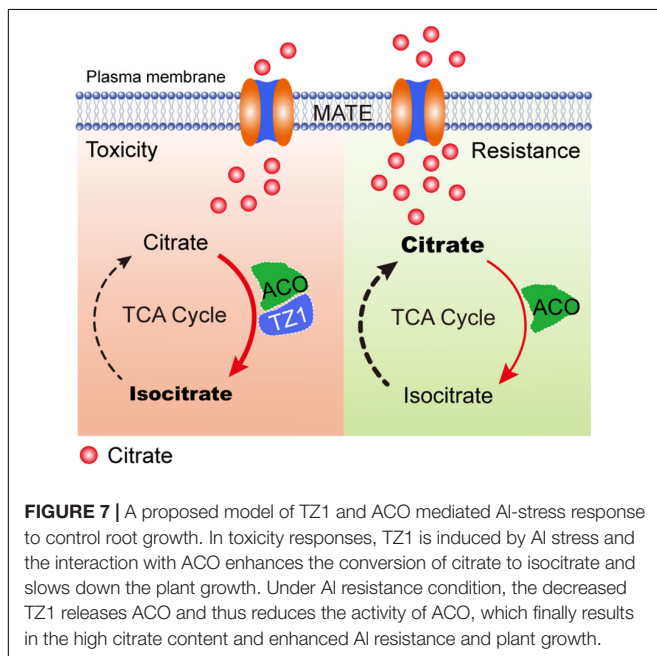 Plasma membrane
MATE
Toxicity
Resistance
Citrate
ACO
TZ1
TCA Cycle
Isocitrate
Citrate
ACO
TCA Cycle
Isocitrate
Citrate
FIGURE 7 | A proposed model of TZ1 and ACO mediated Al-stress response
to control root growth. In toxicity responses, TZ1 is induced by Al stress and
the interaction with ACO enhances the conversion of citrate to isocitrate and
slows down the plant growth. Under Al resistance condition, the decreased
TZ1 releases ACO and thus reduces the activity of ACO, which finally results
in the high citrate content and enhanced Al resistance and plant growth.